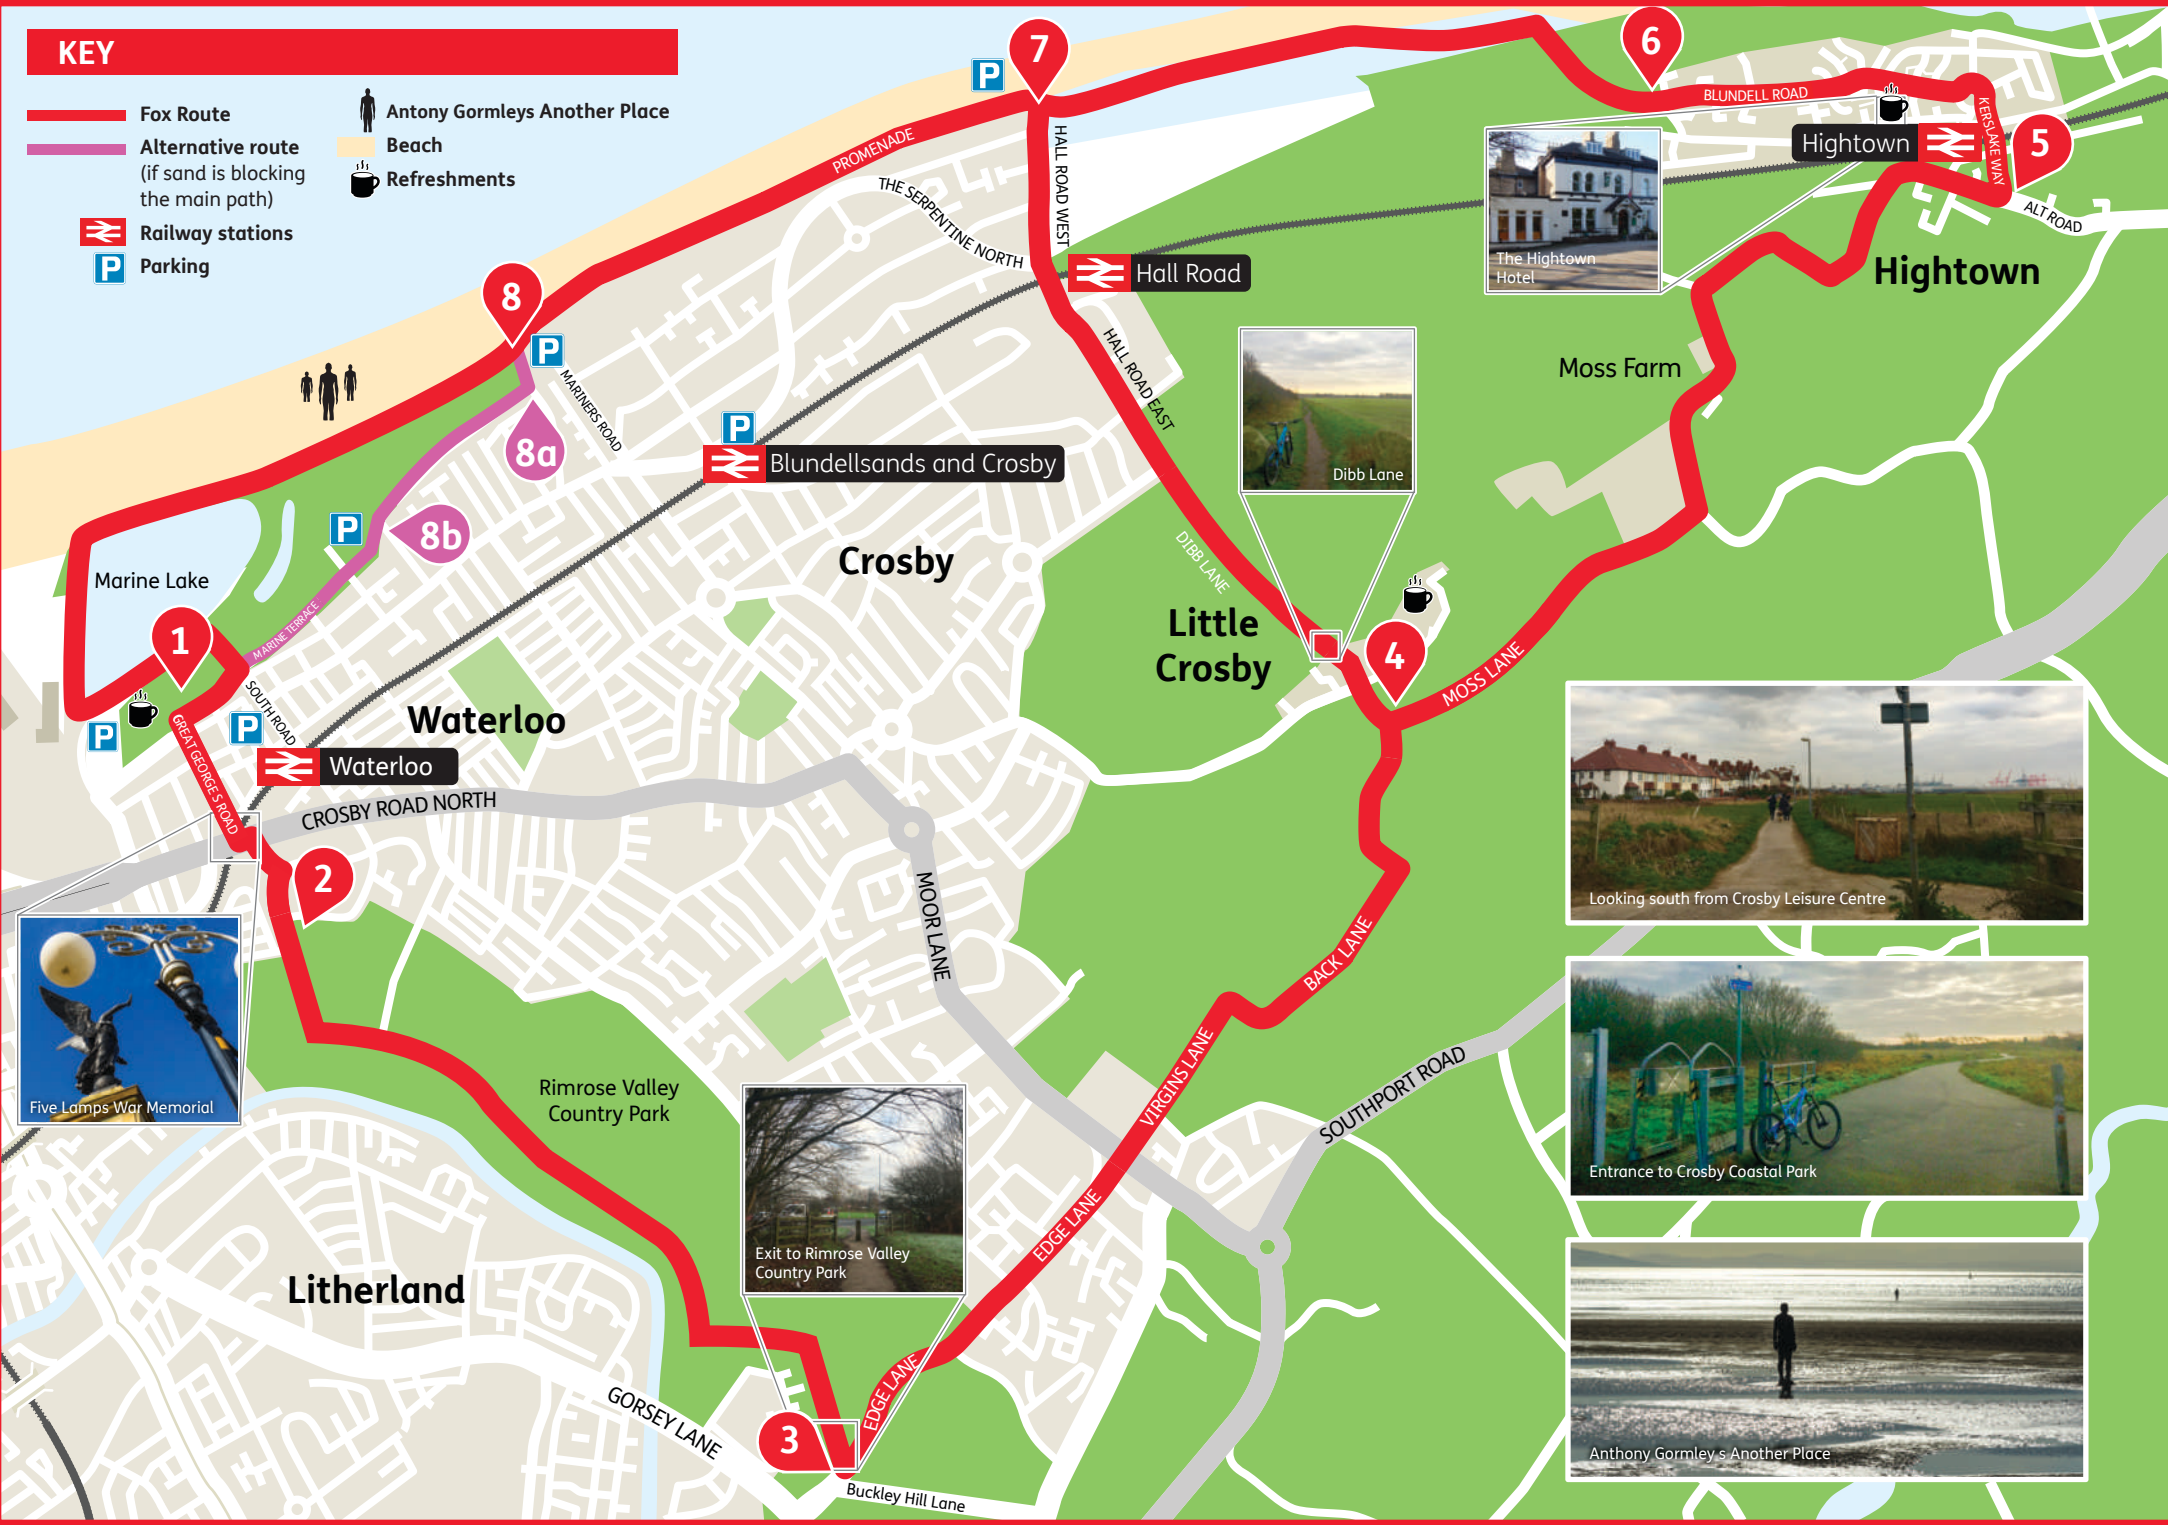 KEY
Fox Route
Alternative route
(if sand is blocking
the main path)
Railway stations
P
Parking
Antony Gormleys Another Place
Beach
Refreshments
7
P
PROMENADE
THE SERPENTINE NORTH
HALL ROAD WEST
Hall Road
HALL ROAD EAST
6
BLUNDELL ROAD
KERSLAKE WAY
Hightown
5
ALT ROAD
Hightown
The Hightown
Hotel
Moss Farm
8
P
MARINERS ROAD
8a
P
Blundellsands and Crosby
P
8b
Crosby
Dibb Lane
DIBB LANE
Little
Crosby
4
MOSS LANE
Marine Lake
1
MARINE TERRACE
SOUTH ROAD
P
P
GREAT GEORGE'S ROAD
Waterloo
Waterloo
CROSBY ROAD NORTH
2
MOOR LANE
Five Lamps War Memorial
Looking south from Crosby Leisure Centre
BACK LANE
VIRGINS LANE
SOUTHPORT ROAD
Rimrose Valley
Country Park
Entrance to Crosby Coastal Park
EDGE LANE
Exit to Rimrose Valley
Country Park
Litherland
EDGE LANE
GORSEY LANE
3
Buckley Hill Lane
Anthony Gormley s Another Place